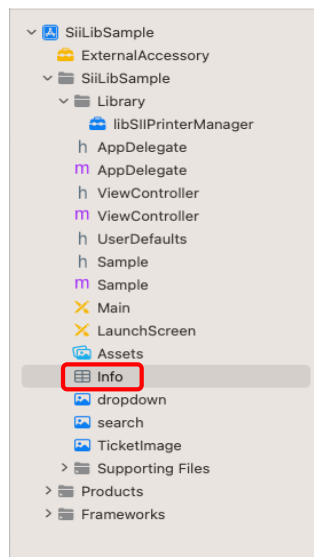 SiiLibSample
ExternalAccessory
SiiLibSample
Library
libSIIPrinterManager
h AppDelegate
m AppDelegate
h ViewController
m ViewController
h UserDefaults
h Sample
m Sample
Main
LaunchScreen
Assets
Info
dropdown
search
TicketImage
Supporting Files
Products
Frameworks